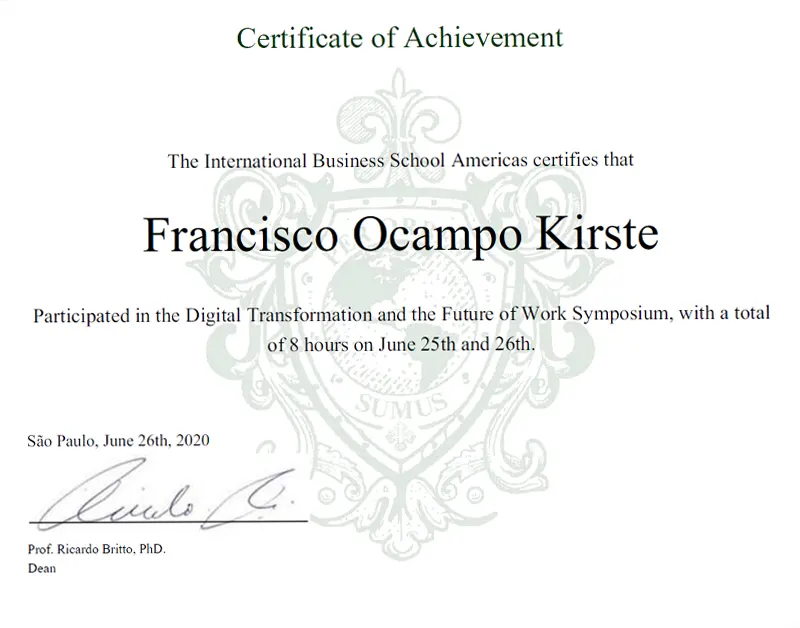 Certificate of Achievement
The International Business School Americas certifies that
Francisco Ocampo Kirste
Participated in the Digital Transformation and the Future of Work Symposium, with a total
of 8 hours on June 25th and 26th.
SUMUS
São Paulo, June 26th, 2020
Prof. Ricardo Britto, PhD.
Dean